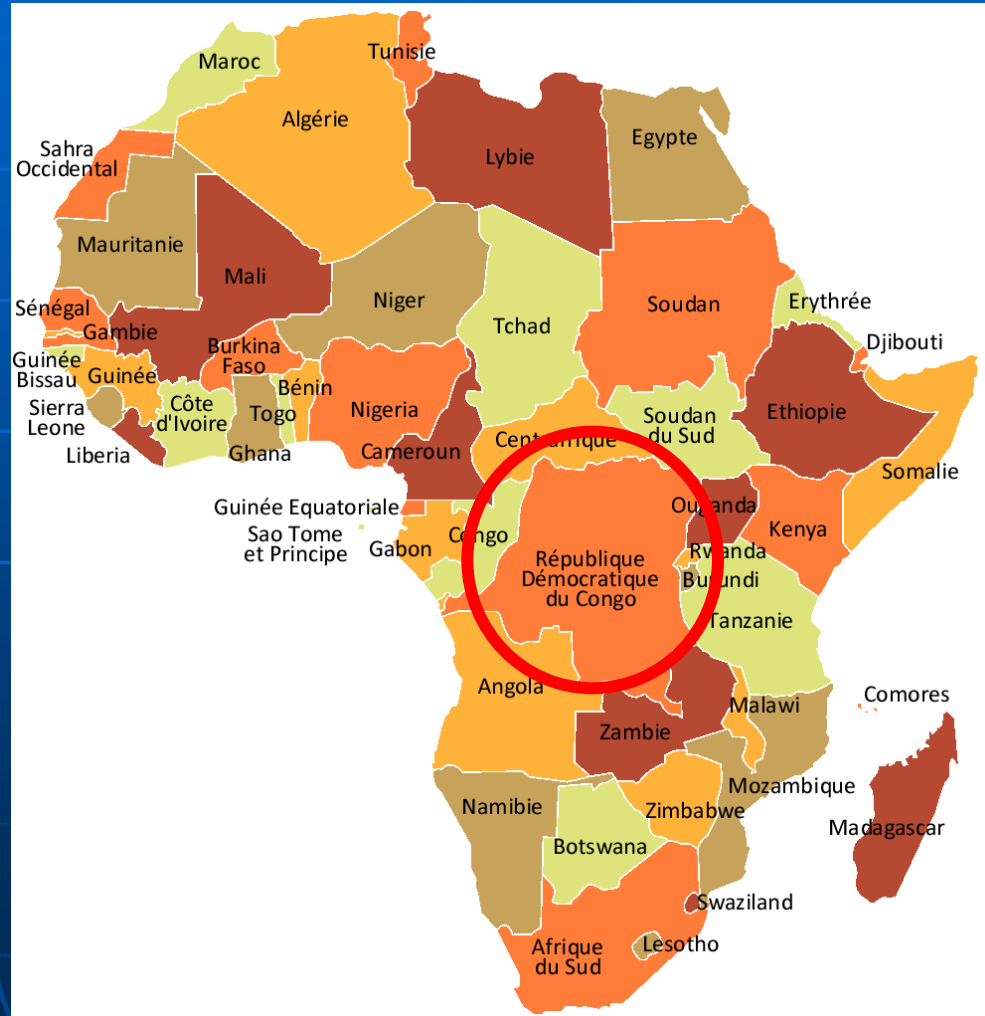 Tunisie
Maroc
Algérie
Lybie
Egypte
Sahra
Occidental
Mauritanie
Mali
Niger
Tchad
Soudan
Erythrée
Djibouti
Sénégal
Gambie
Burkina
Faso
Guinée
Bissau
Guinée
Bénin
Sierra
Leone
Côte
d'Ivoire
Togo
Nigeria
Ethiopie
Soudan
du Sud
Liberia
Ghana
Cameroun
Centrafrique
Somalie
Guinée Equatoriale
Ouganda
Kenya
Sao Tome
et Principe
Gabon
Congo
République
Démocratique
du Congo
Rwanda
Burundi
Tanzanie
Angola
Comores
Malawi
Zambie
Mozambique
Namibie
Zimbabwe
Madagascar
Botswana
Swaziland
Afrique
du Sud
Lesotho